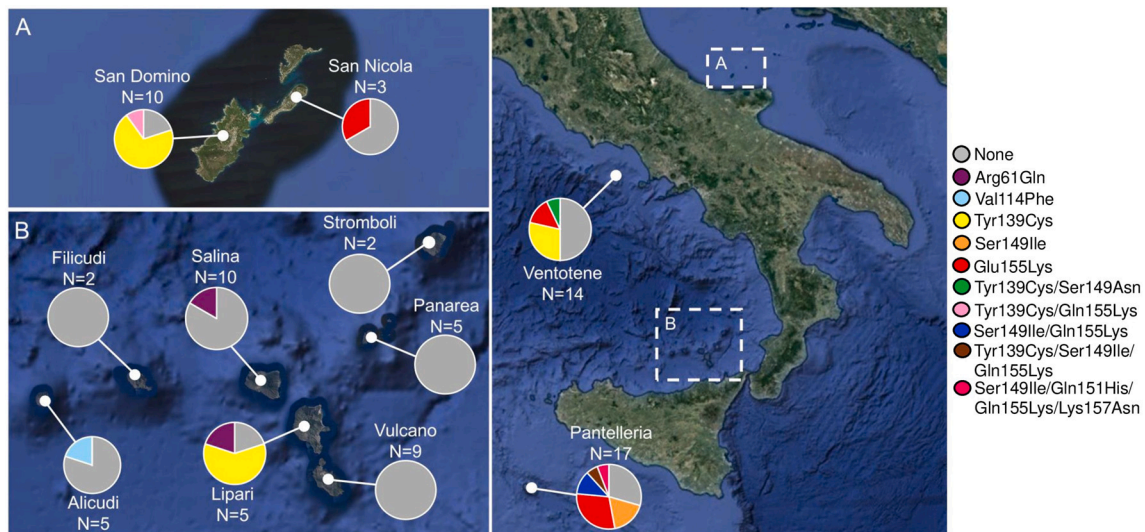 A
San Domino
N=10
San Nicola
N=3
B
Stromboli
N=2
Filicudi
N=2
Salina
N=10
Panarea
N=5
Vulcano
N=9
Lipari
N=5
Alicudi
N=5
A
Ventotene
N=14
B
Pantelleria
N=17
None
Arg61Gln
Val114Phe
Tyr139Cys
Ser149Ile
Glu155Lys
Tyr139Cys/Ser149Asn
Tyr139Cys/Gln155Lys
Ser149Ile/Gln155Lys
Tyr139Cys/Ser149Ile/
Gln155Lys
Ser149Ile/Gln151His/
Gln155Lys/Lys157Asn